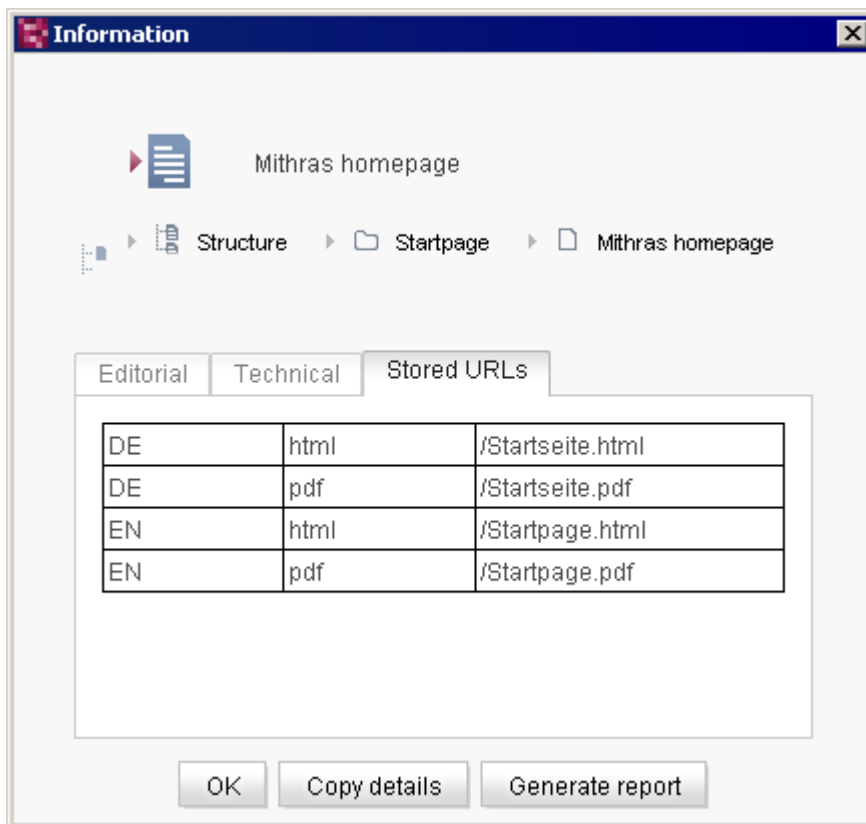 Information
Mithras homepage
Structure Startpage Mithras homepage
Editorial Technical Stored URLs
DE html /Startseite.html
DE pdf /Startseite.pdf
EN html /Startpage.html
EN pdf /Startpage.pdf
OK Copy details Generate report